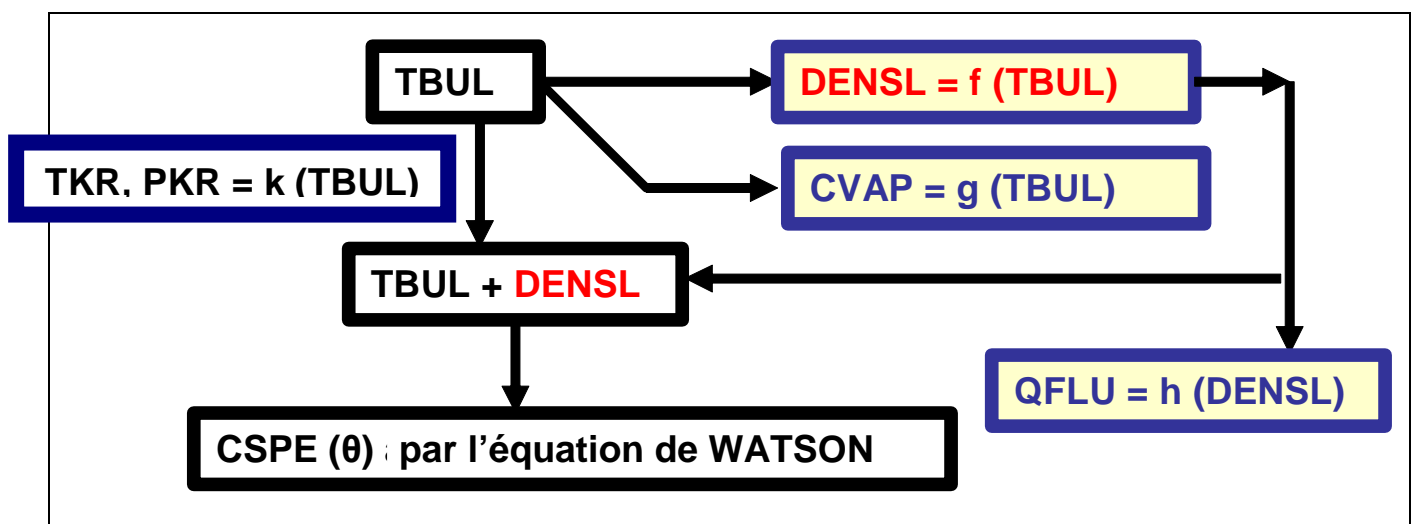 TBUL
DENSL = f (TBUL)
TKR, PKR = k (TBUL)
CVAP = g (TBUL)
TBUL + DENSL
QFLU = h (DENSL)
CSPE (θ) par l’équation de WATSON